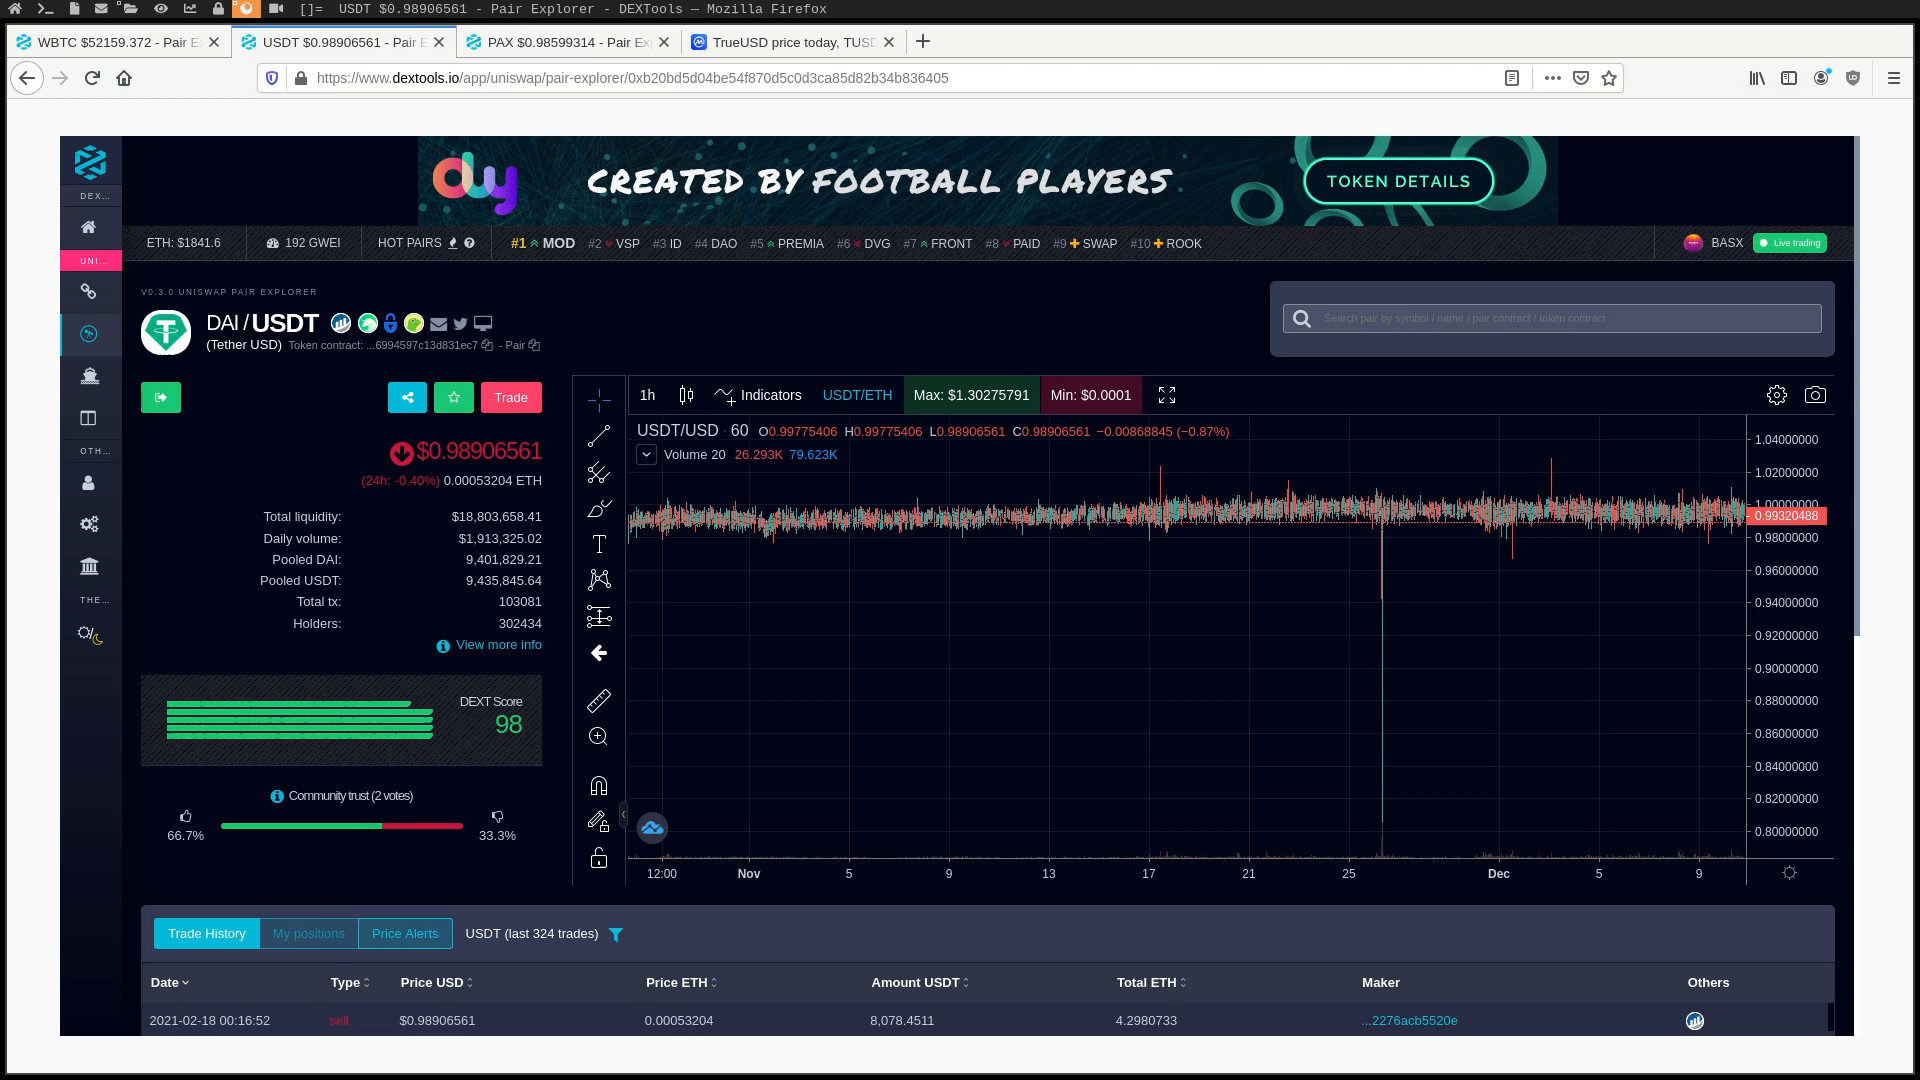 []= USDT $0.98906561 - Pair Explorer - DEXTools — Mozilla Firefox
WBTC $52159.372 - Pair E
USDT $0.98906561 - Pair E
PAX $0.98599314 - Pair Ex
TrueUSD price today, TUSD
https://www.dextools.io/app/uniswap/pair-explorer/0xb20bd5d04be54f870d5c0d3ca85d82b34b836405
DEX...
UNI...
OTH...
THE...
CREATED BY FOOTBALL PLAYERS
TOKEN DETAILS
ETH: $1841.6
192 GWEI
HOT PAIRS
#1 MOD #2 VSP #3 ID #4 DAO #5 PREMIA #6 DVG #7 FRONT #8 PAID #9 SWAP #10 ROOK
BASX
Live trading
V0.3.0 UNISWAP PAIR EXPLORER
DAI / USDT
(Tether USD) Token contract: ...6994597c13d831ec7 - Pair
Search pair by symbol / name / pair contract / token contract
Trade
$0.98906561
(24h: -0.40%) 0.00053204 ETH
Total liquidity: $18,803,658.41
Daily volume: $1,913,325.02
Pooled DAI: 9,401,829.21
Pooled USDT: 9,435,845.64
Total tx: 103081
Holders: 302434
View more info
DEXT Score
98
Community trust (2 votes)
66.7%
33.3%
1h
Indicators
USDT/ETH
Max: $1.30275791
Min: $0.0001
USDT/USD · 60 O0.99775406 H0.99775406 L0.98906561 C0.98906561 −0.00868845 (−0.87%)
Volume 20 26.293K 79.623K
1.04000000
1.02000000
1.00000000
0.99320488
0.98000000
0.96000000
0.94000000
0.92000000
0.90000000
0.88000000
0.86000000
0.84000000
0.82000000
0.80000000
12:00 Nov 5 9 13 17 21 25 Dec 5 9
Trade History
My positions
Price Alerts
USDT (last 324 trades)
Date Type Price USD Price ETH Amount USDT Total ETH Maker Others
2021-02-18 00:16:52 sell $0.98906561 0.00053204 8,078.4511 4.2980733 ...2276acb5520e